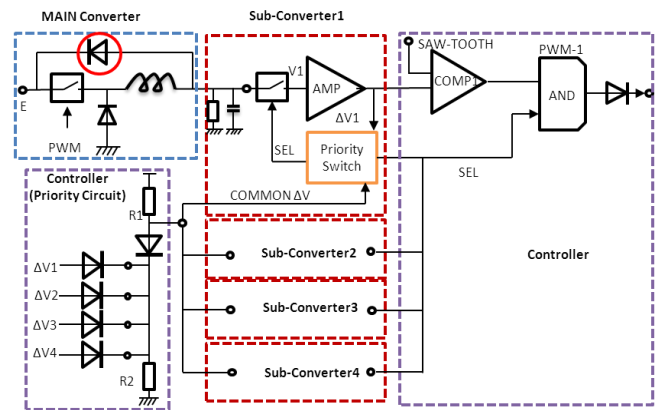 MAIN Converter
Sub-Converter1
SAW-TOOTH
PWM-1
E
V1
AMP
COMP1
AND
ΔV1
PWM
SEL
Priority
Switch
SEL
Controller
(Priority Circuit)
COMMON ΔV
R1
Sub-Converter2
Controller
ΔV1
ΔV2
ΔV3
Sub-Converter3
ΔV4
R2
Sub-Converter4